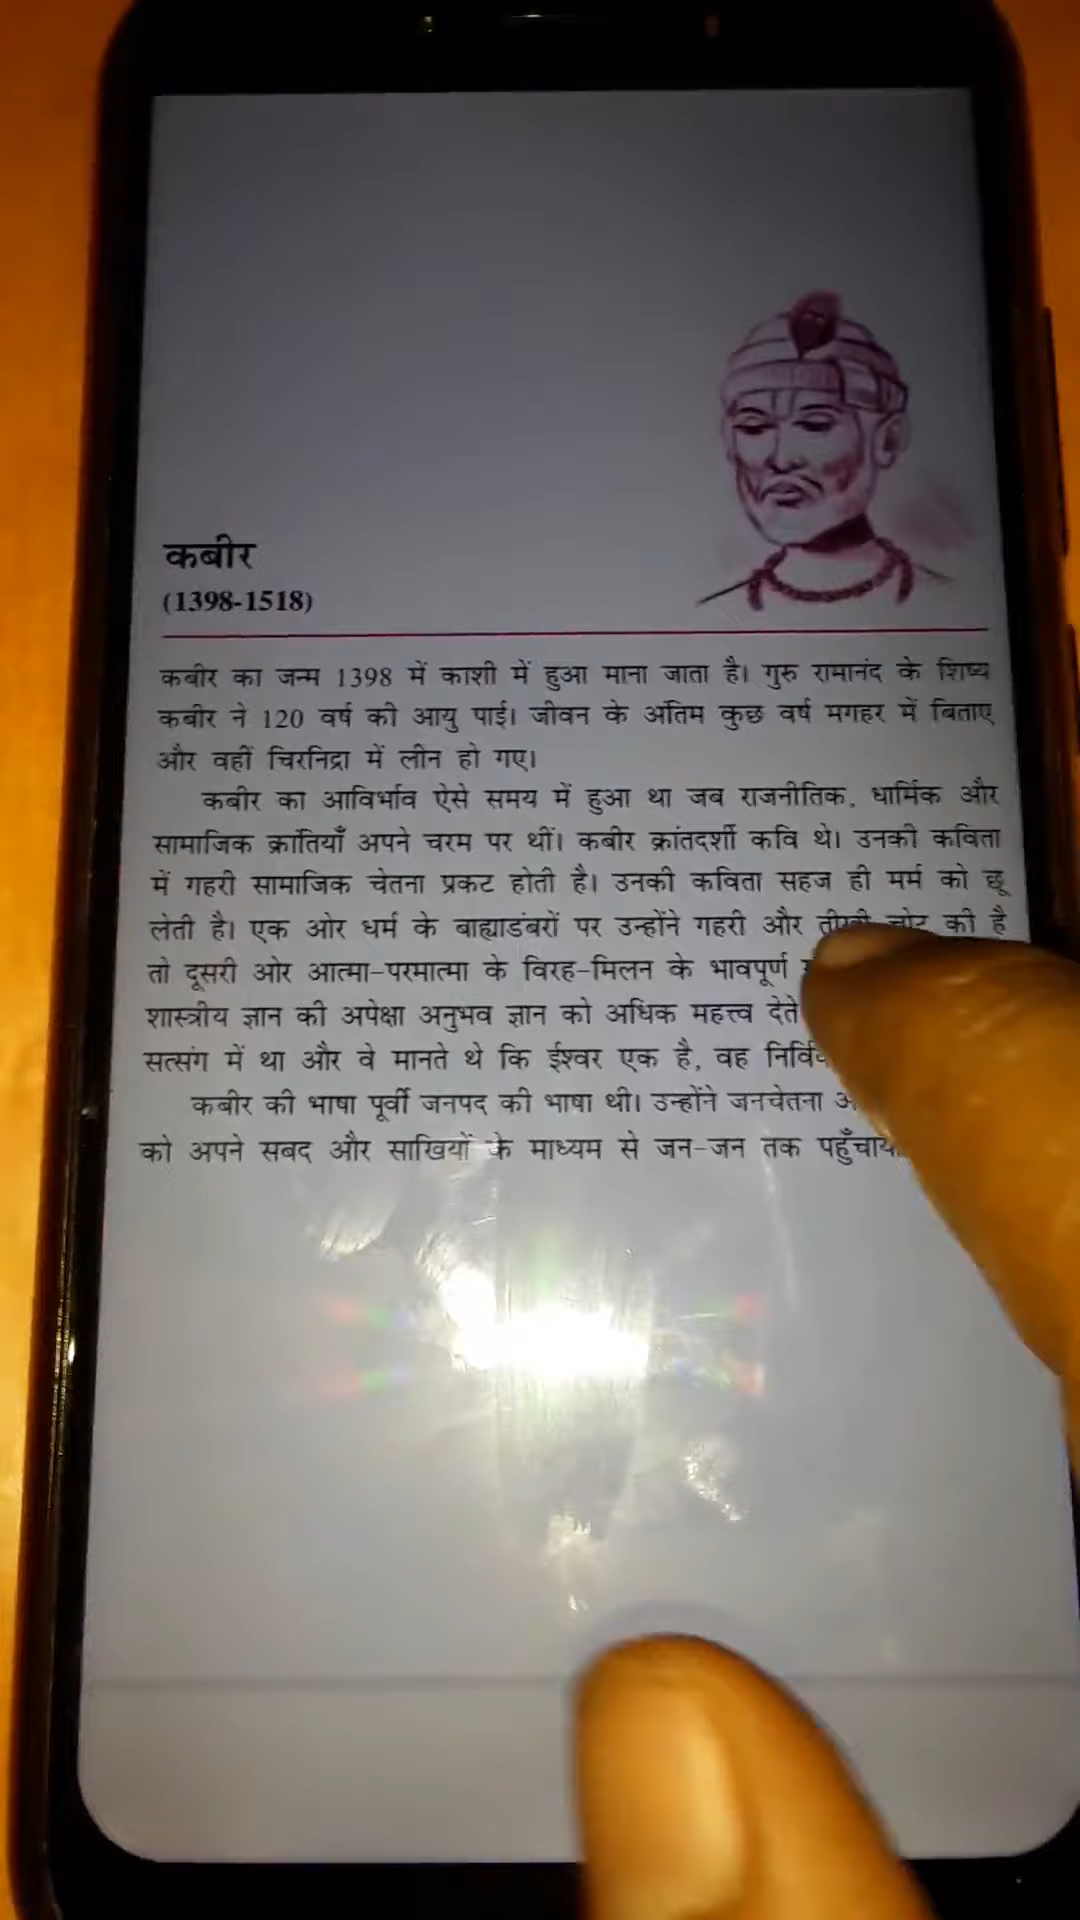 कबीर
(1398-1518)
कबीर का जन्म 1398 में काशी में हुआ माना जाता है। गुरु रामानंद के शिष्य
कबीर ने 120 वर्ष की आयु पाई। जीवन के अंतिम कुछ वर्ष मगहर में बिताए
और वहीं चिरनिद्रा में लीन हो गए।
कबीर का आविर्भाव ऐसे समय में हुआ था जब राजनीतिक, धार्मिक और
सामाजिक क्रांतियाँ अपने चरम पर थीं। कबीर क्रांतदर्शी कवि थे। उनकी कविता
में गहरी सामाजिक चेतना प्रकट होती है। उनकी कविता सहज ही मर्म को छू
लेती है। एक ओर धर्म के बाह्याडंबरों पर उन्होंने गहरी और तीखी चोट की है
तो दूसरी ओर आत्मा-परमात्मा के विरह-मिलन के भावपूर्ण
शास्त्रीय ज्ञान की अपेक्षा अनुभव ज्ञान को अधिक महत्त्व देते
सत्संग में था और वे मानते थे कि ईश्वर एक है, वह
कबीर की भाषा पूर्वी जनपद की भाषा थी। उन्होंने जनचेतना
को अपने सबद और साखियों के माध्यम से जन-जन तक